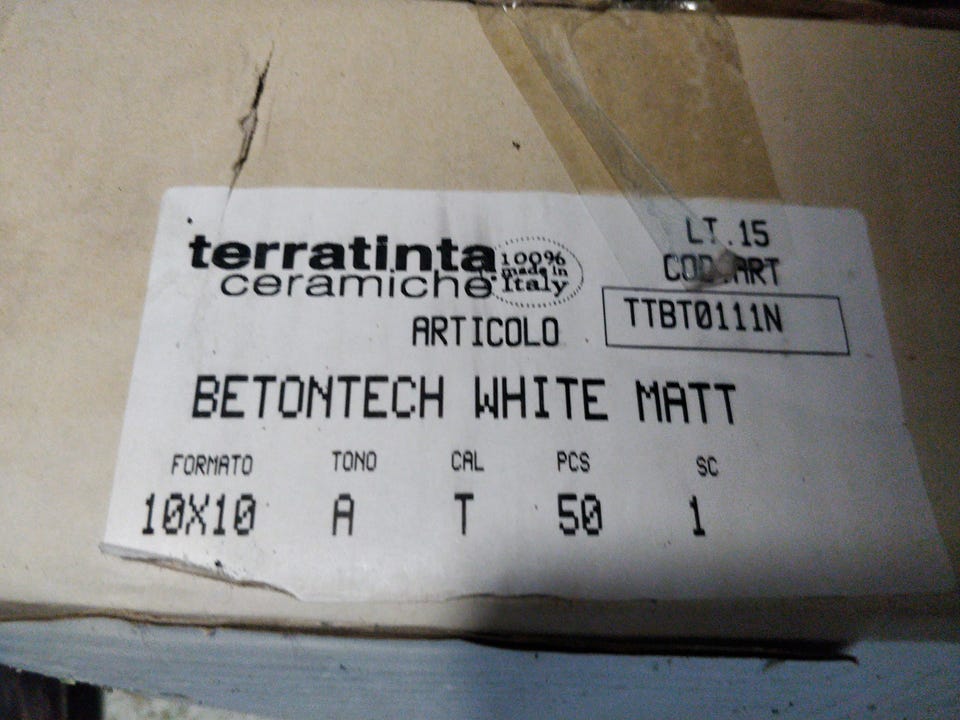 terratinta
ceramiche
100%
made in
Italy
LT.15
COD.ART
ARTICOLO
TTBT0111N
BETONTECH WHITE MATT
FORMATO TONO CAL PCS SC
10X10 A T 50 1